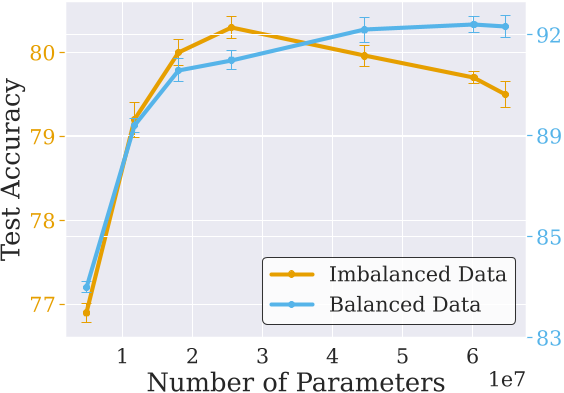 80
79
78
77
Test Accuracy
92
89
85
83
Imbalanced Data
Balanced Data
1 2 3 4 5 6
1e7
Number of Parameters